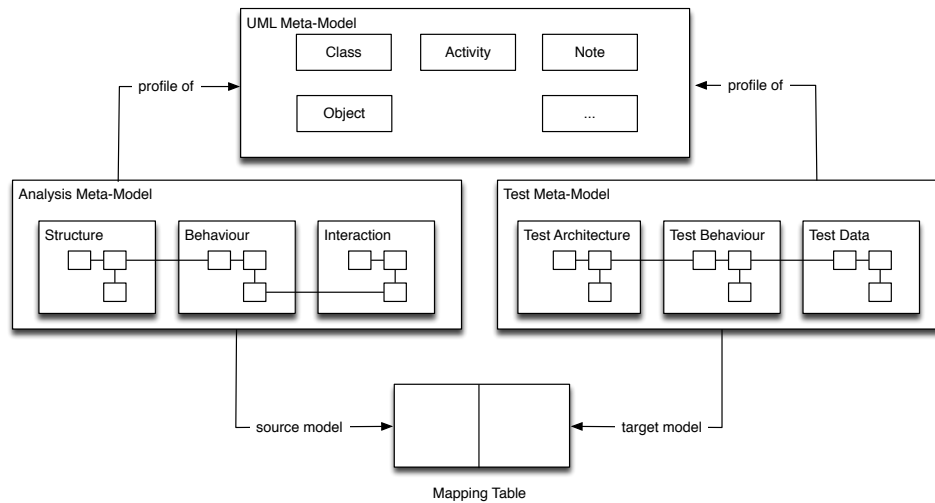 UML Meta-Model
Class
Activity
Note
profile of
profile of
Object
...
Analysis Meta-Model
Test Meta-Model
Structure
Behaviour
Interaction
Test Architecture
Test Behaviour
Test Data
source model
target model
Mapping Table